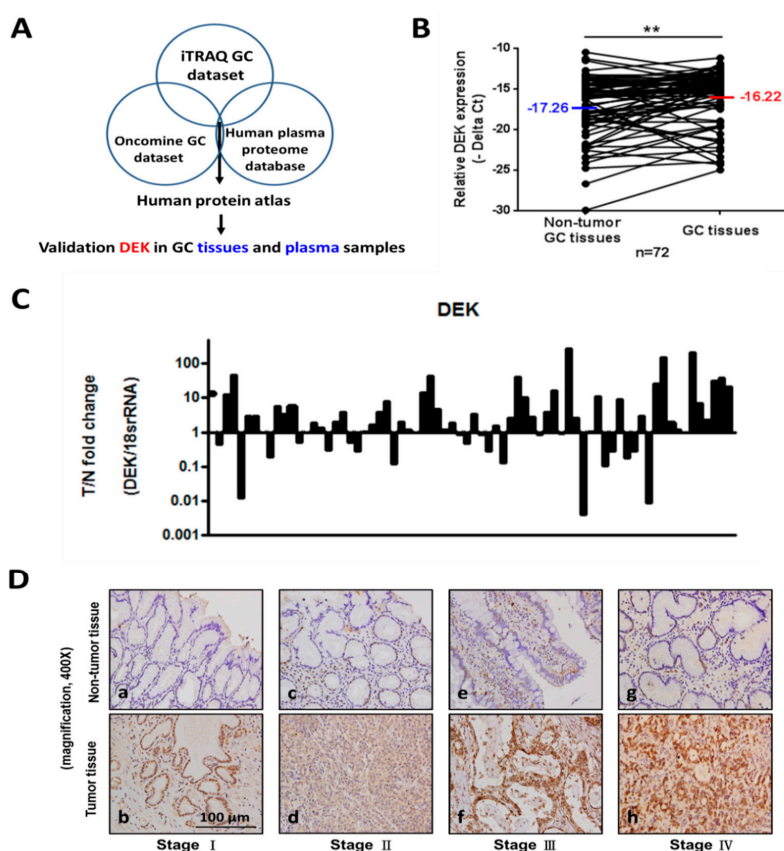 A
iTRAQ GC
dataset
Oncomine GC
dataset
Human plasma
proteome
database
Human protein atlas
Validation DEK in GC tissues and plasma samples
B
**
Relative DEK expression
(- Delta Ct)
-10
-15
-20
-25
-30
-17.26
-16.22
Non-tumor
GC tissues
GC tissues
n=72
C
DEK
T/N fold change
(DEK/18srRNA)
100
10
1
0.1
0.01
0.001
D
(magnification, 400X)
Non-tumor tissue
a
c
e
g
Tumor tissue
b
100 μm
d
f
h
Stage Ⅰ
Stage Ⅱ
Stage Ⅲ
Stage Ⅳ